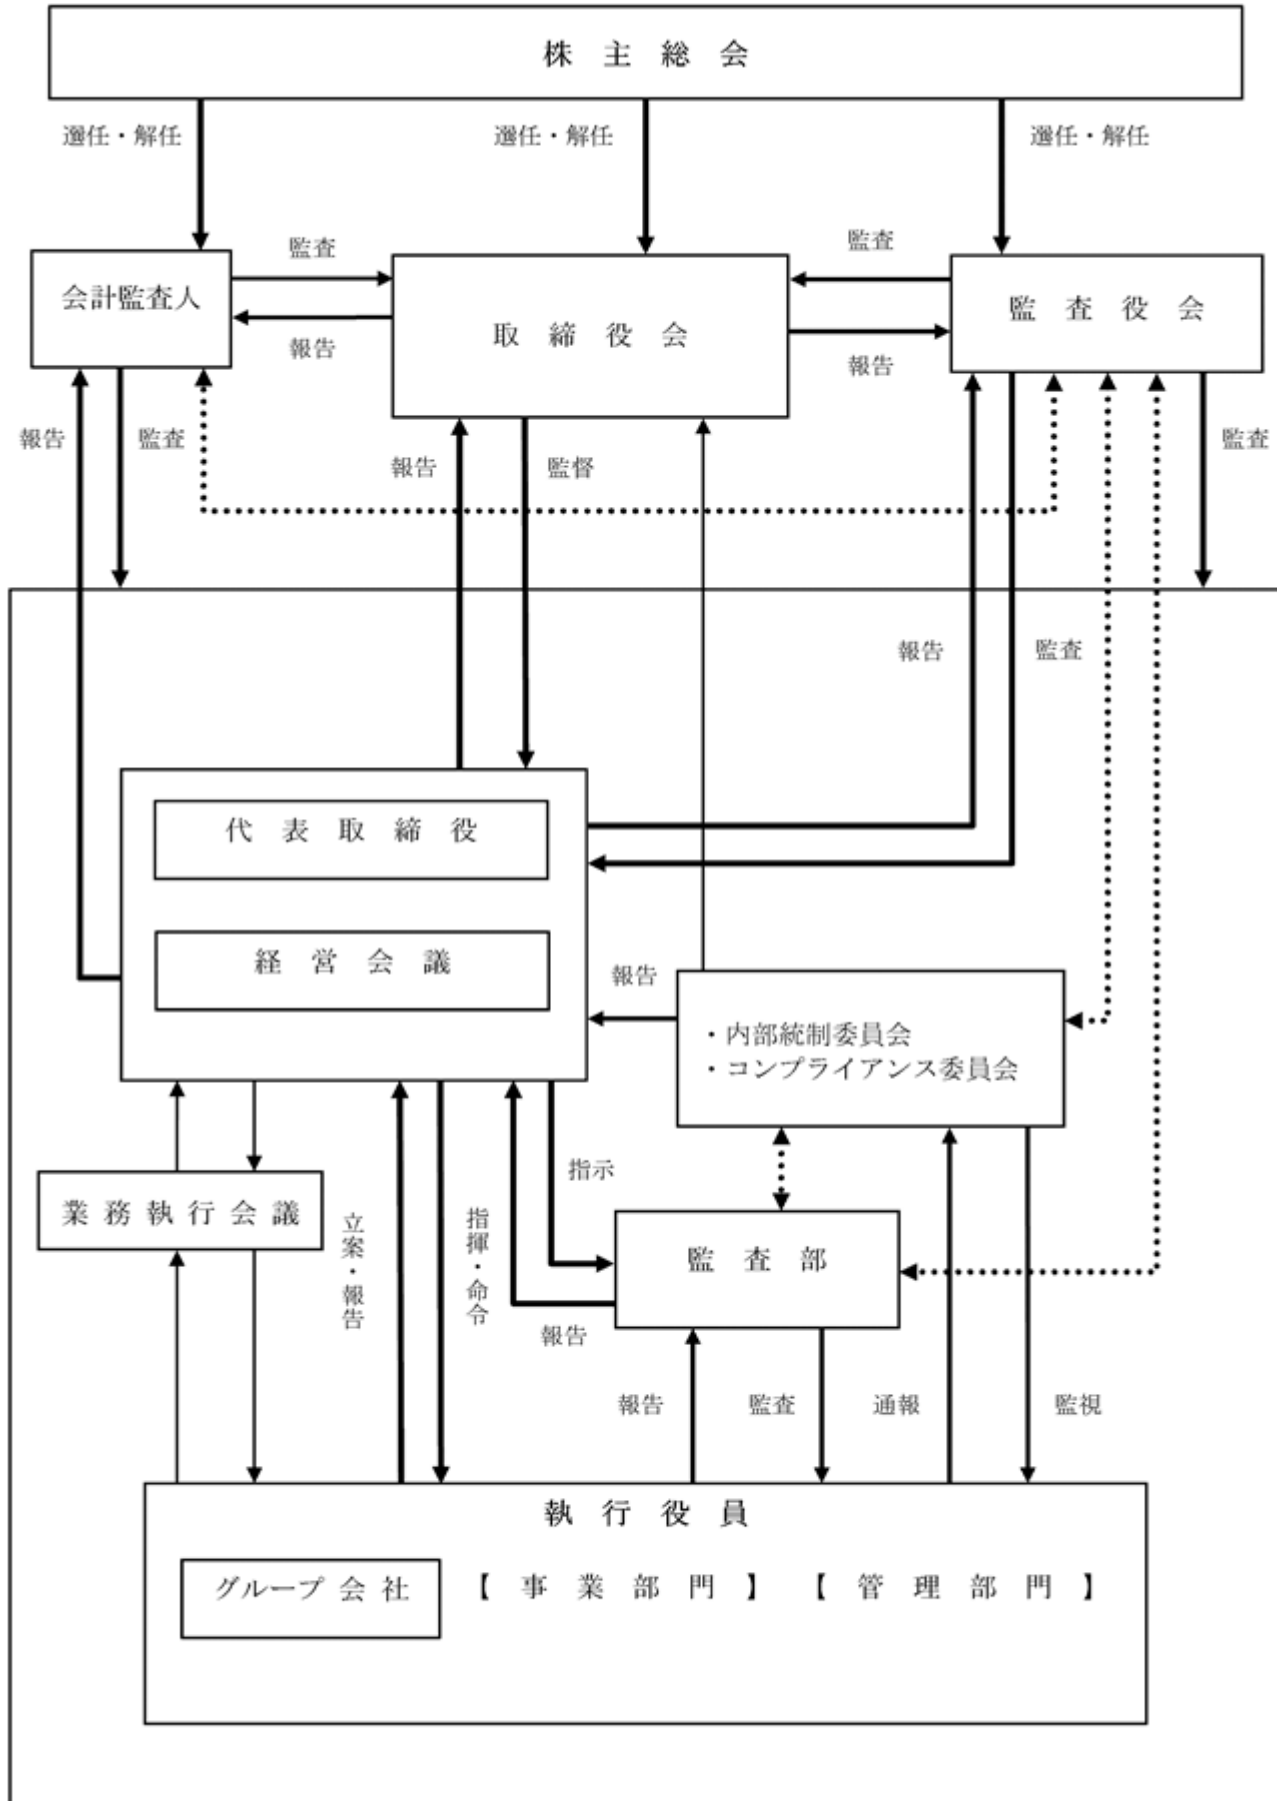 株主総会
選任・解任
選任・解任
選任・解任
監査
監査
会計監査人
取締役会
監査役会
報告
報告
報告
監査
報告
監督
監査
報告
監査
代表取締役
経営会議
報告
・内部統制委員会
・コンプライアンス委員会
指示
業務執行会議
立案・報告
指揮・命令
監査部
報告
報告
監査
通報
監視
執行役員
グループ会社
【事業部門】
【管理部門】